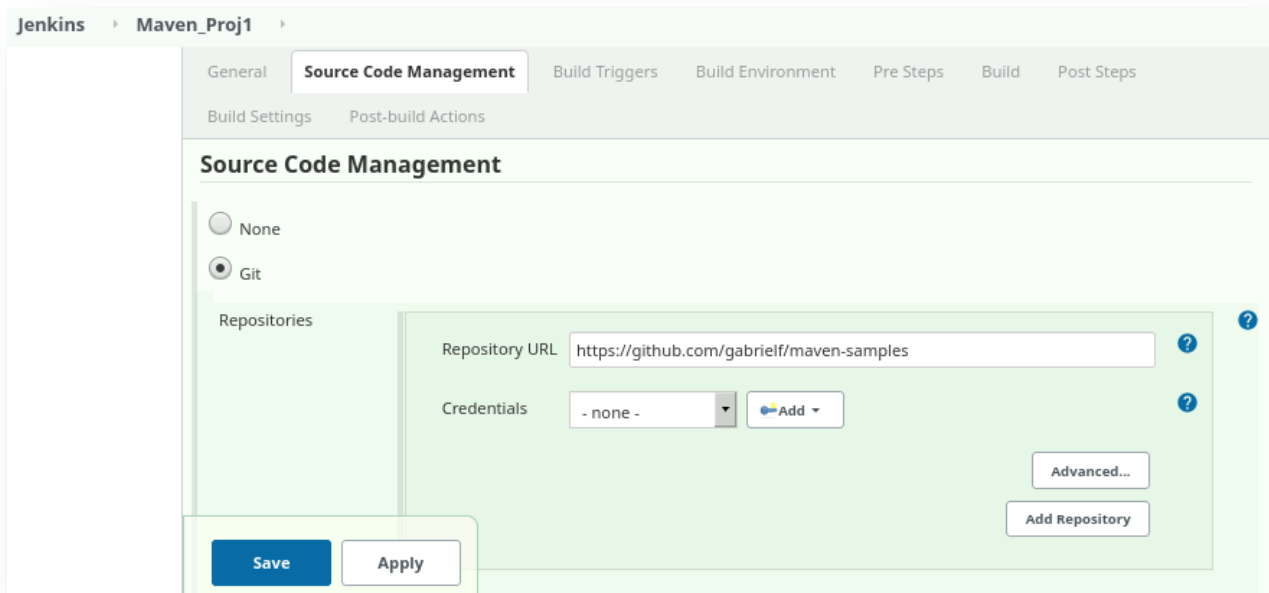 Jenkins Maven_Proj1
General Source Code Management Build Triggers Build Environment Pre Steps Build Post Steps
Build Settings Post-build Actions
Source Code Management
None
Git
Repositories
?
Repository URL https://github.com/gabrielf/maven-samples ?
Credentials - none - Add ?
Advanced...
Add Repository
Save Apply